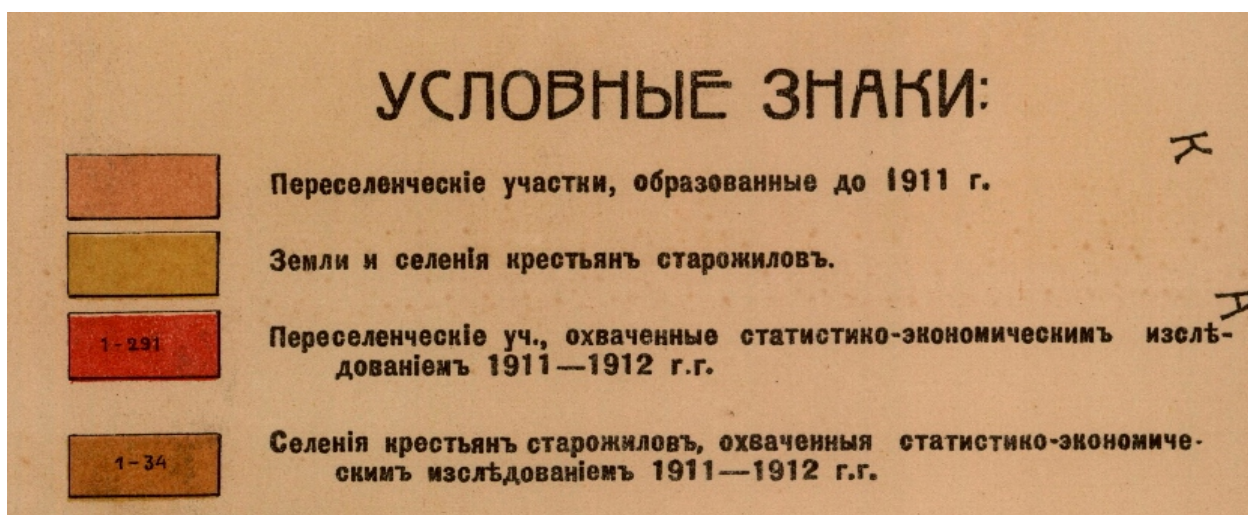 УСЛОВНЫЕ ЗНАКИ:
К
Переселенческіе участки, образованные до 1911 г.
Земли и селенія крестьянъ старожиловъ.
Н
1-291
Переселенческіе уч., охваченные статистико-экономическимъ изслѣ-
дованіемъ 1911—1912 г.г.
Селенія крестьянъ старожиловъ, охваченныя статистико-экономиче-
1-34
скимъ изслѣдованіемъ 1911—1912 г.г.